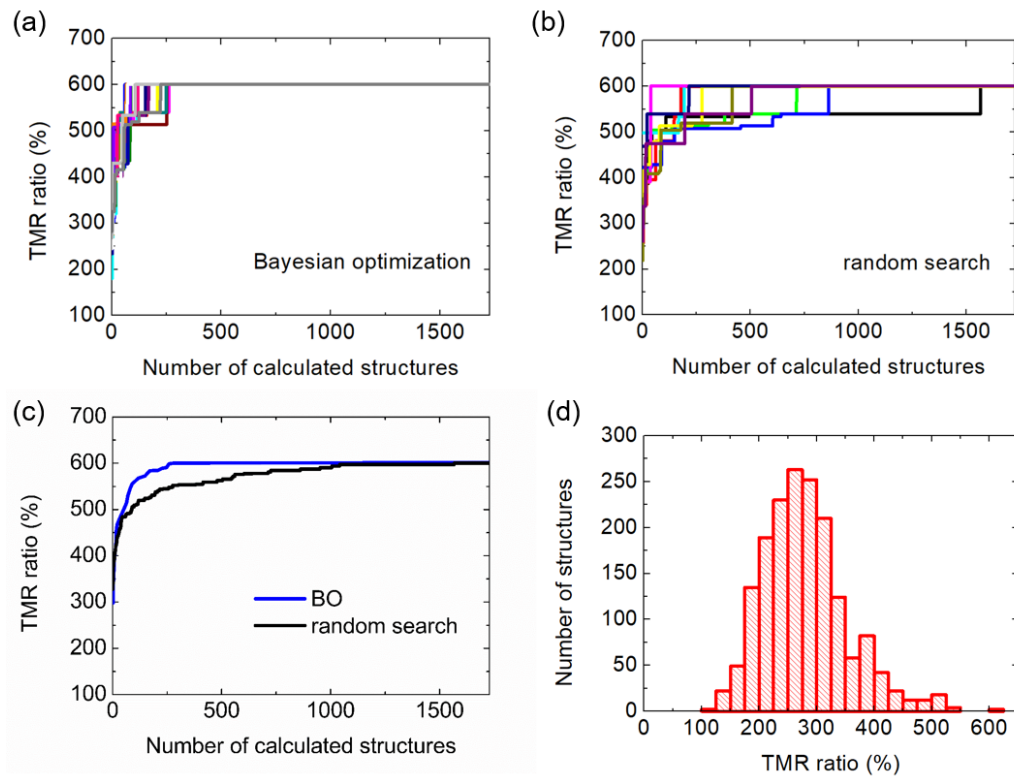 (a)
700
600
500
400
300
200
100
TMR ratio (%)
Bayesian optimization
0
500
1000
1500
Number of calculated structures
(b)
700
600
500
400
300
200
100
TMR ratio (%)
random search
0
500
1000
1500
Number of calculated structures
(c)
700
600
500
400
300
200
100
TMR ratio (%)
BO
random search
0
500
1000
1500
Number of calculated structures
(d)
300
250
200
150
100
50
0
Number of structures
0
100
200
300
400
500
600
TMR ratio (%)